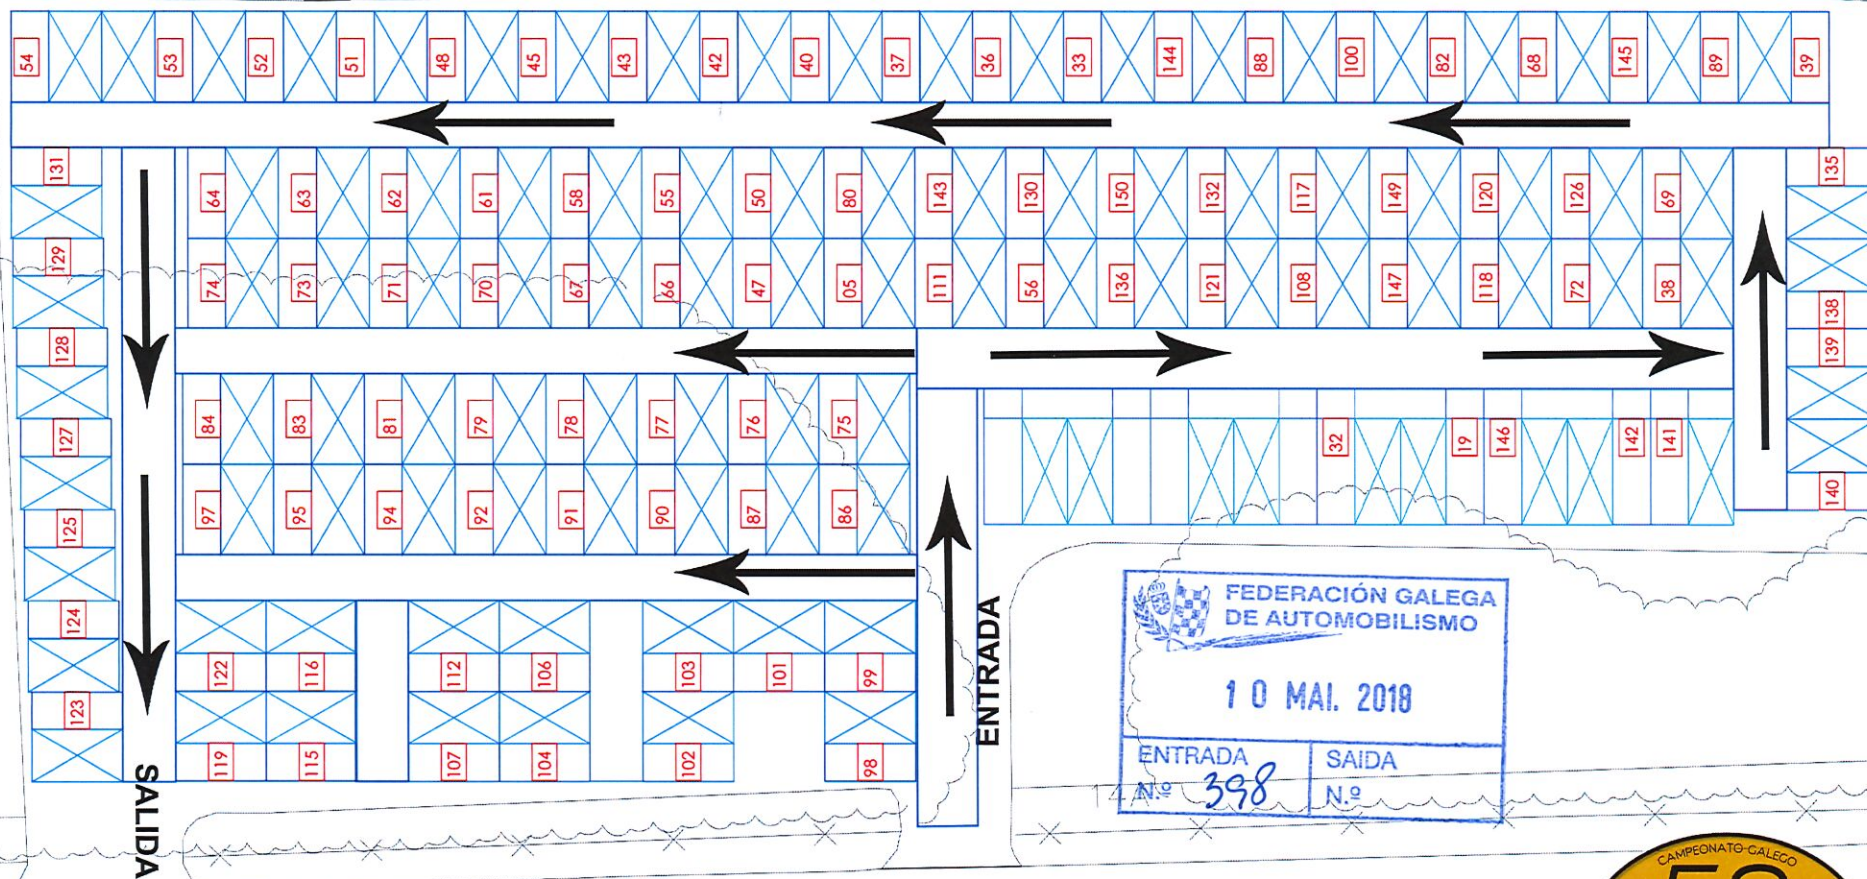 54 53 52 51 48 45 43 42 40 37 36 33 144 88 100 82 68 145 89 39
131 64 63 62 61 58 55 50 80 143 130 150 132 117 149 120 126 69 135
129 74 73 71 70 67 66 47 05 111 56 136 121 108 147 118 72 38 138
128 139
127 84 83 81 79 78 77 76 75 32 19 146 142 141
125 97 95 94 92 91 90 87 86 140
124
122 116 112 106 103 101 99
123
119 115 107 104 102 98
SALIDA
ENTRADA
FEDERACIÓN GALEGA
DE AUTOMOBILISMO
10 MAI. 2018
ENTRADA
N.º 398
SAIDA
N.º
CAMPEONATO-GALEGO